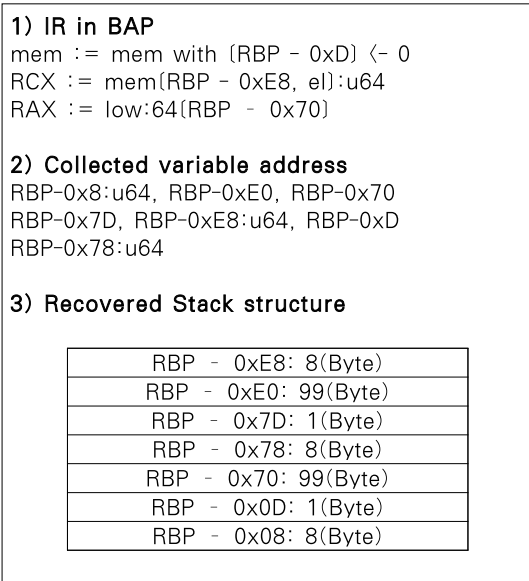 1) IR in BAP
mem := mem with [RBP - 0xD] <- 0
RCX := mem[RBP - 0xE8, el]:u64
RAX := low:64[RBP - 0x70]
2) Collected variable address
RBP-0x8:u64, RBP-0xE0, RBP-0x70
RBP-0x7D, RBP-0xE8:u64, RBP-0xD
RBP-0x78:u64
3) Recovered Stack structure
RBP - 0xE8: 8(Byte)
RBP - 0xE0: 99(Byte)
RBP - 0x7D: 1(Byte)
RBP - 0x78: 8(Byte)
RBP - 0x70: 99(Byte)
RBP - 0x0D: 1(Byte)
RBP - 0x08: 8(Byte)